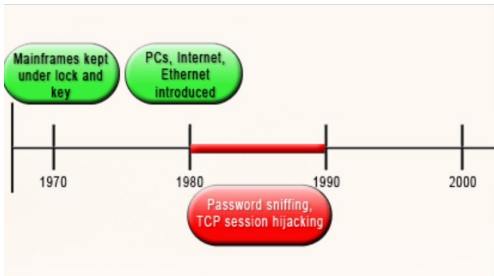 Mainframes kept
under lock and
key
PCs, Internet,
Ethernet
introduced
1970
1980
1990
2000
Password sniffing,
TCP session hijacking